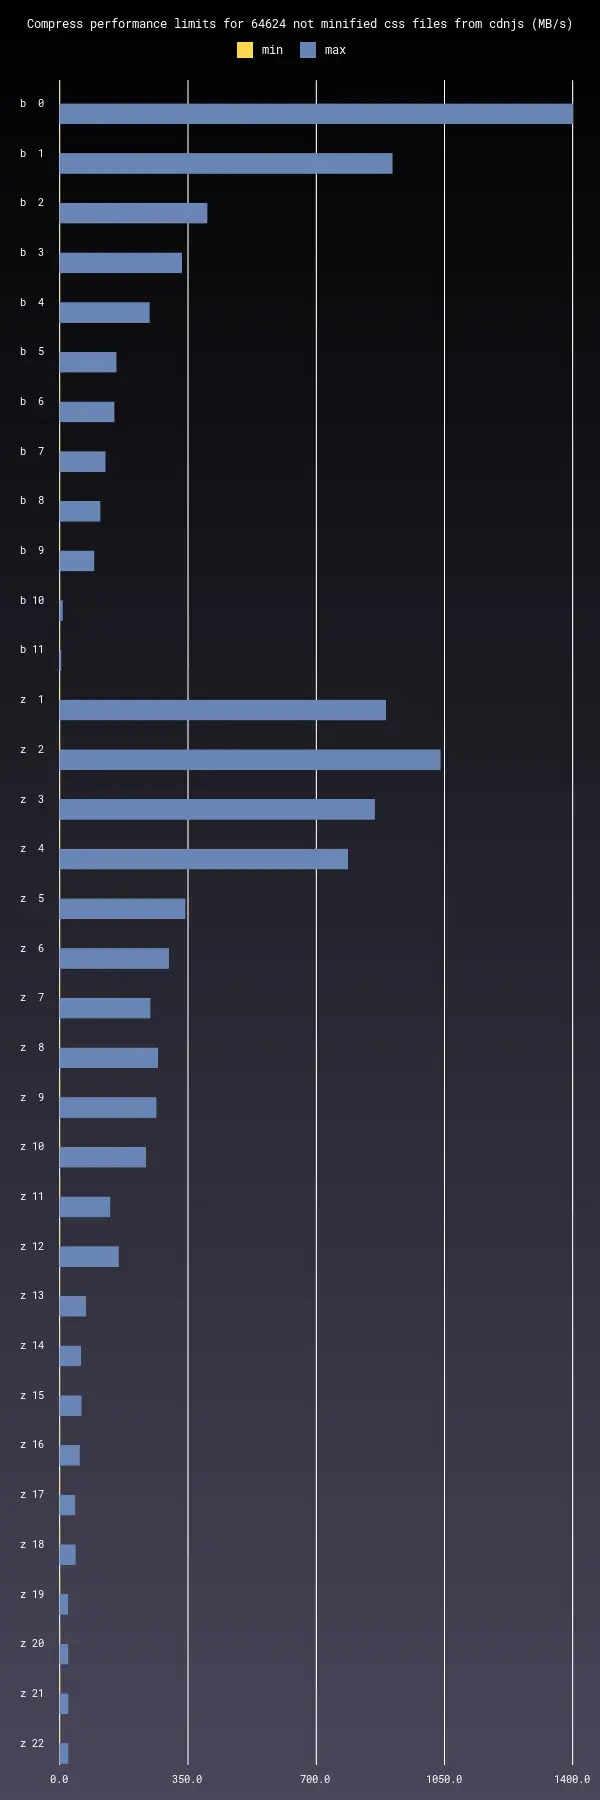 Compress performance limits for 64624 not minified css files from cdnjs (MB/s)
min max
b 0
b 1
b 2
b 3
b 4
b 5
b 6
b 7
b 8
b 9
b 10
b 11
z 1
z 2
z 3
z 4
z 5
z 6
z 7
z 8
z 9
z 10
z 11
z 12
z 13
z 14
z 15
z 16
z 17
z 18
z 19
z 20
z 21
z 22
0.0 350.0 700.0 1050.0 1400.0